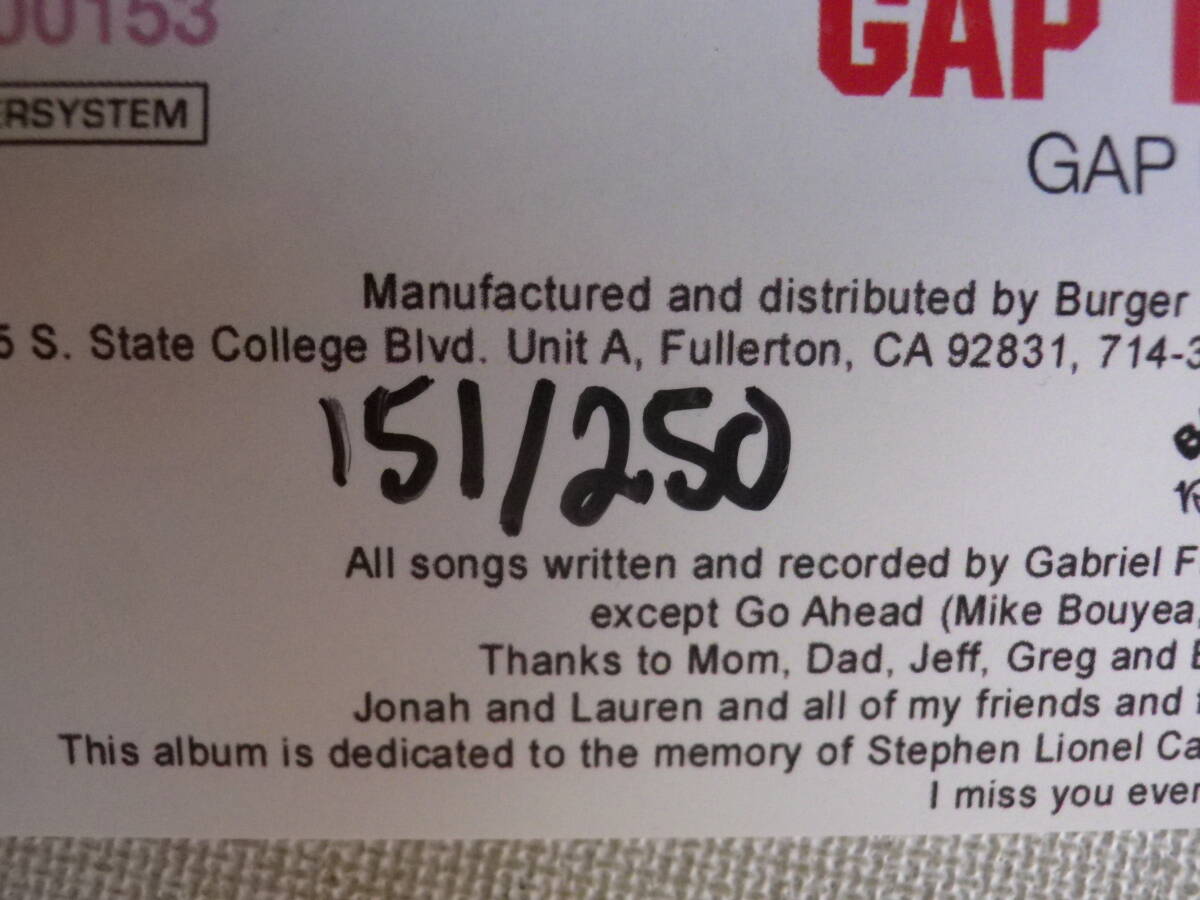 00153
GAP
ERSYSTEM
GAP
Manufactured and distributed by Burger
5 S. State College Blvd. Unit A, Fullerton, CA 92831, 714-3
151/250
All songs written and recorded by Gabriel F
except Go Ahead (Mike Bouyea,
Thanks to Mom, Dad, Jeff, Greg and
Jonah and Lauren and all of my friends and
This album is dedicated to the memory of Stephen Lionel Ca
I miss you ever